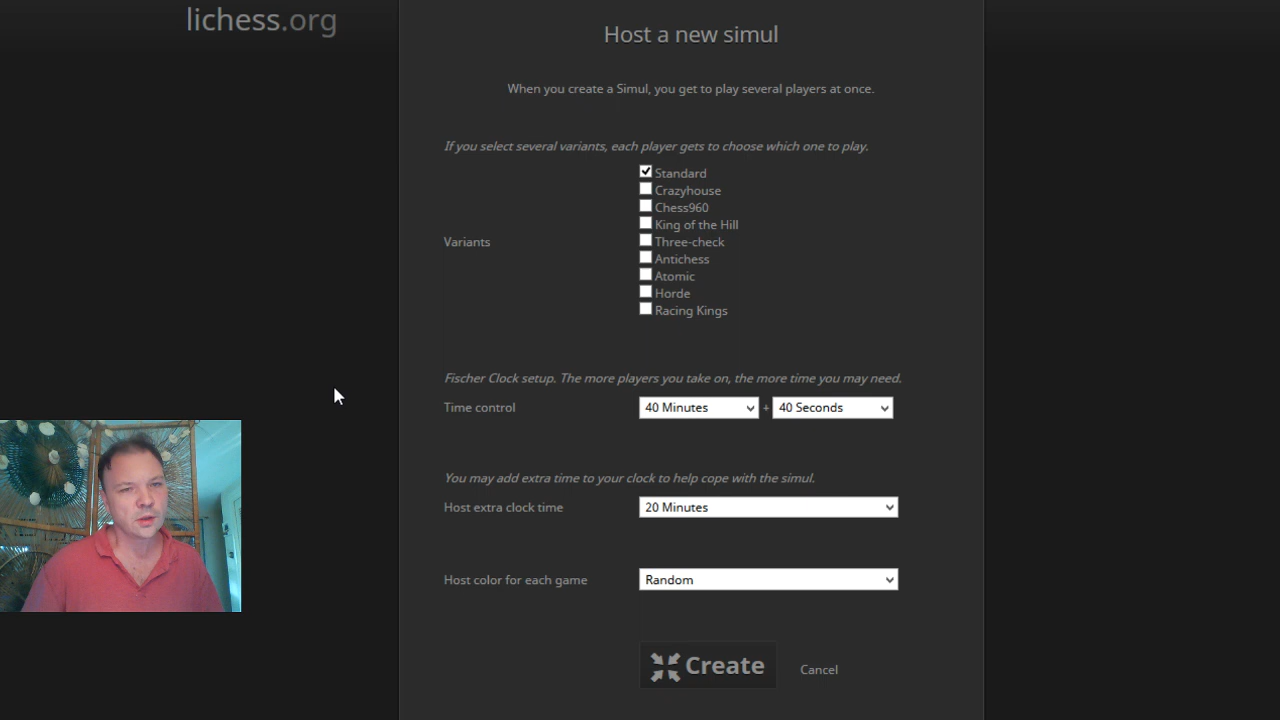 lichess.org
Host a new simul
When you create a Simul, you get to play several players at once.
If you select several variants, each player gets to choose which one to play.
Variants
Standard
Crazyhouse
Chess960
King of the Hill
Three-check
Antichess
Atomic
Horde
Racing Kings
Fischer Clock setup. The more players you take on, the more time you may need.
Time control 40 Minutes + 40 Seconds
You may add extra time to your clock to help cope with the simul.
Host extra clock time 20 Minutes
Host color for each game Random
Create Cancel